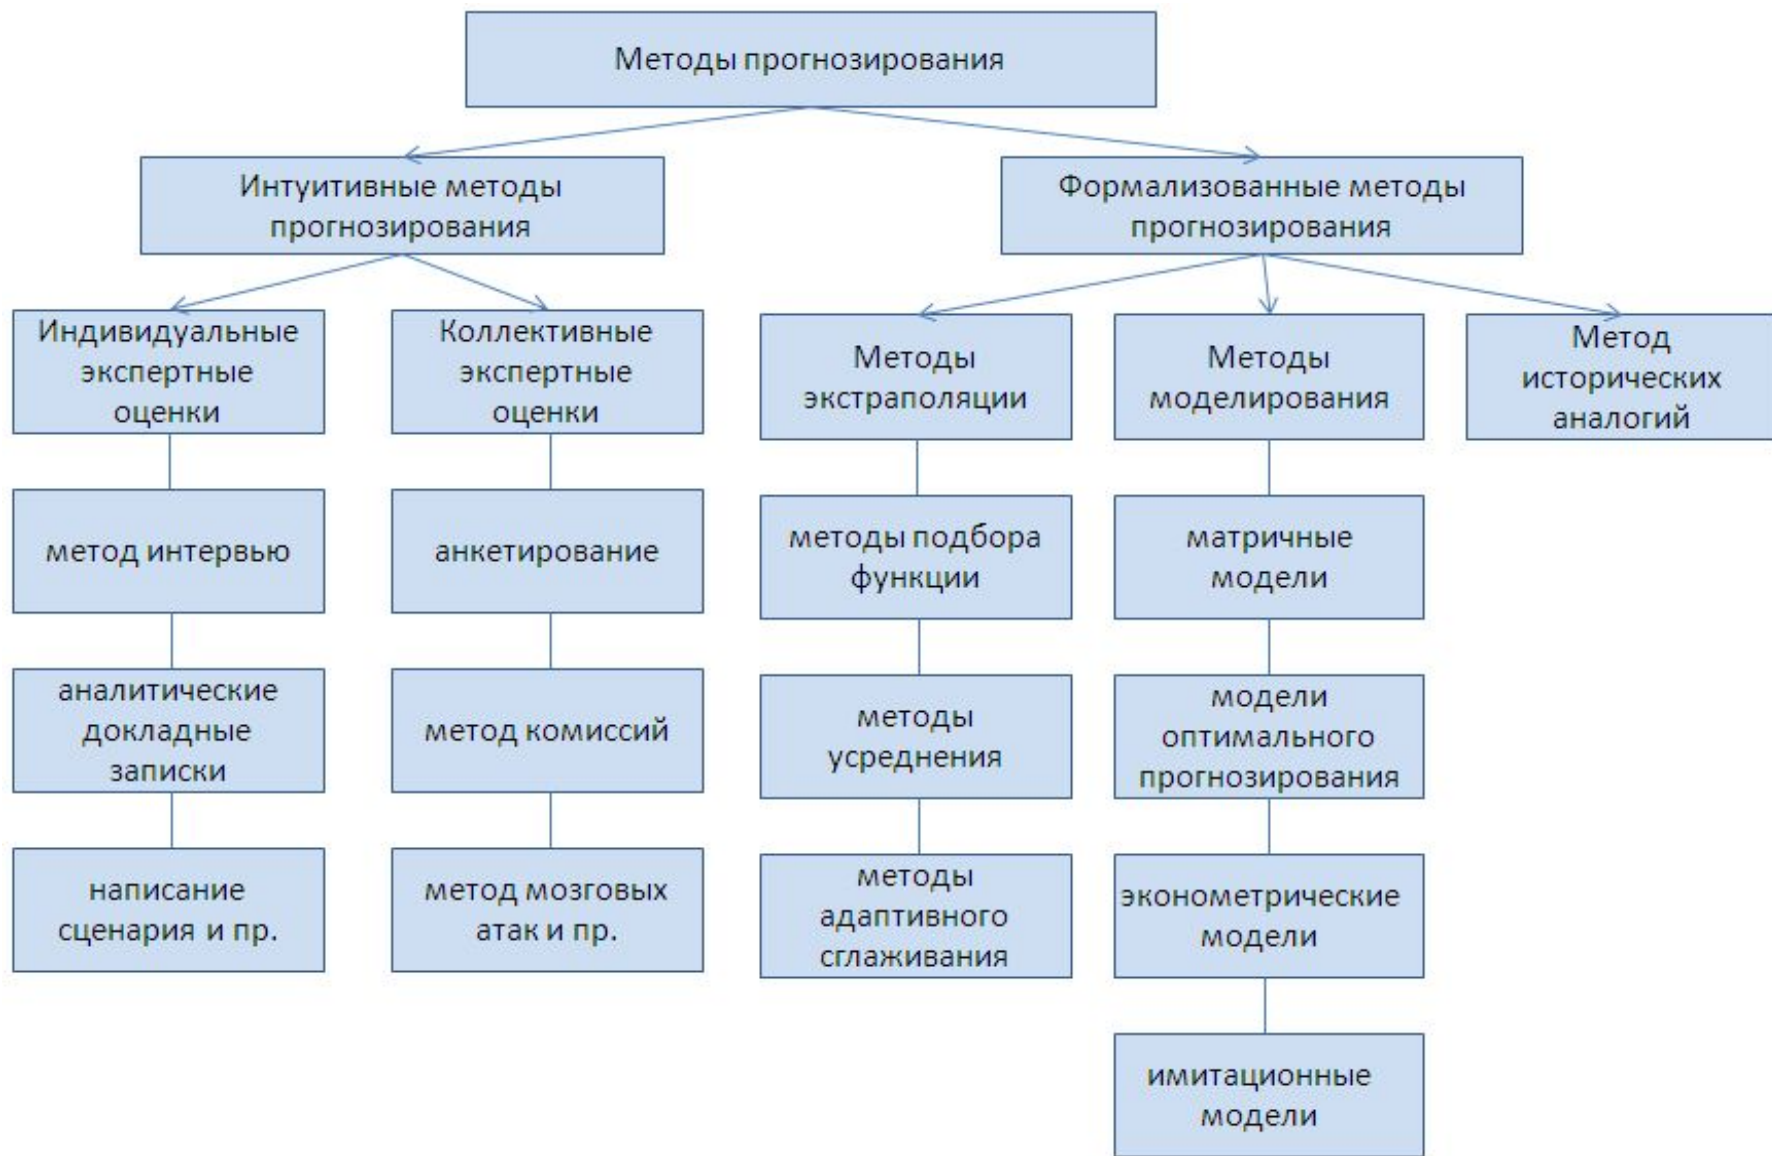 Методы прогнозирования
Интуитивные методы
прогнозирования
Формализованные методы
прогнозирования
Индивидуальные
экспертные
оценки
Коллективные
экспертные
оценки
Методы
экстраполяции
Методы
моделирования
Метод
исторических
аналогий
метод интервью
анкетирование
методы подбора
функции
матричные
модели
аналитические
докладные
записки
метод комиссий
методы
усреднения
модели
оптимального
прогнозирования
написание
сценария и пр.
метод мозговых
атак и пр.
методы
адаптивного
сглаживания
эконометрические
модели
имитационные
модели